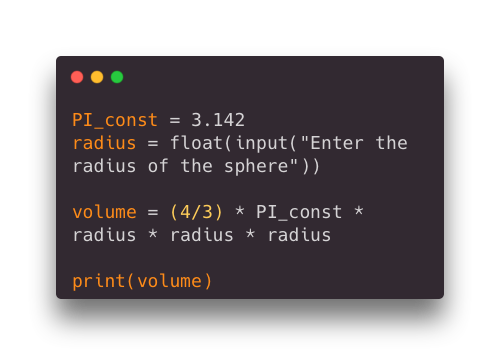 PI_const = 3.142
radius = float(input("Enter the
radius of the sphere"))
volume = (4/3) * PI_const *
radius * radius * radius
print(volume)